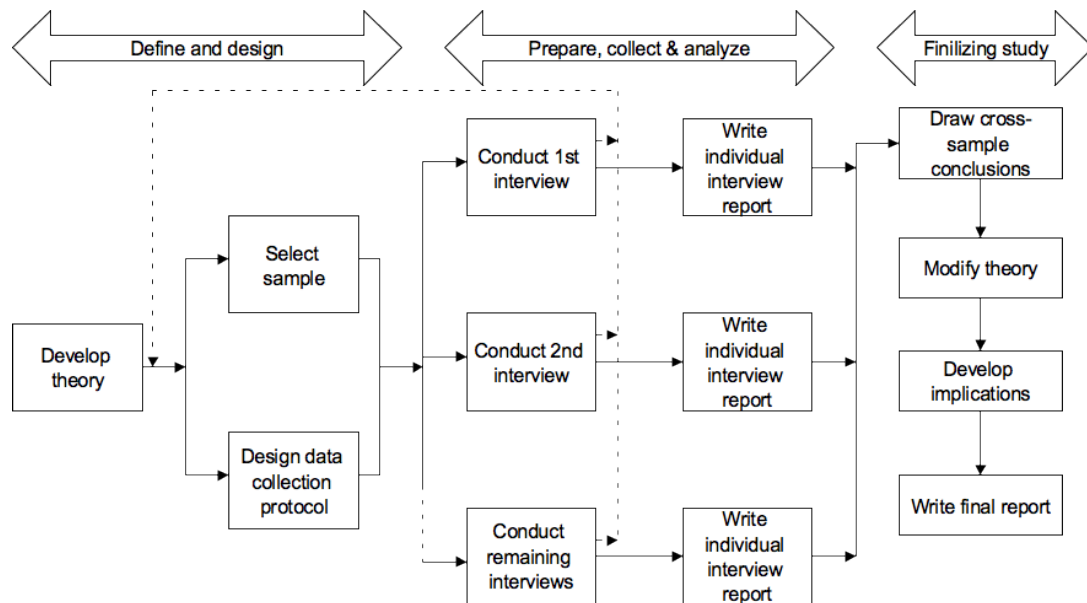 Define and design
Prepare, collect & analyze
Finilizing study
Develop
theory
Select
sample
Design data
collection
protocol
Conduct 1st
interview
Conduct 2nd
interview
Conduct
remaining
interviews
Write
individual
interview
report
Write
individual
interview
report
Write
individual
interview
report
Draw cross-
sample
conclusions
Modify theory
Develop
implications
Write final report